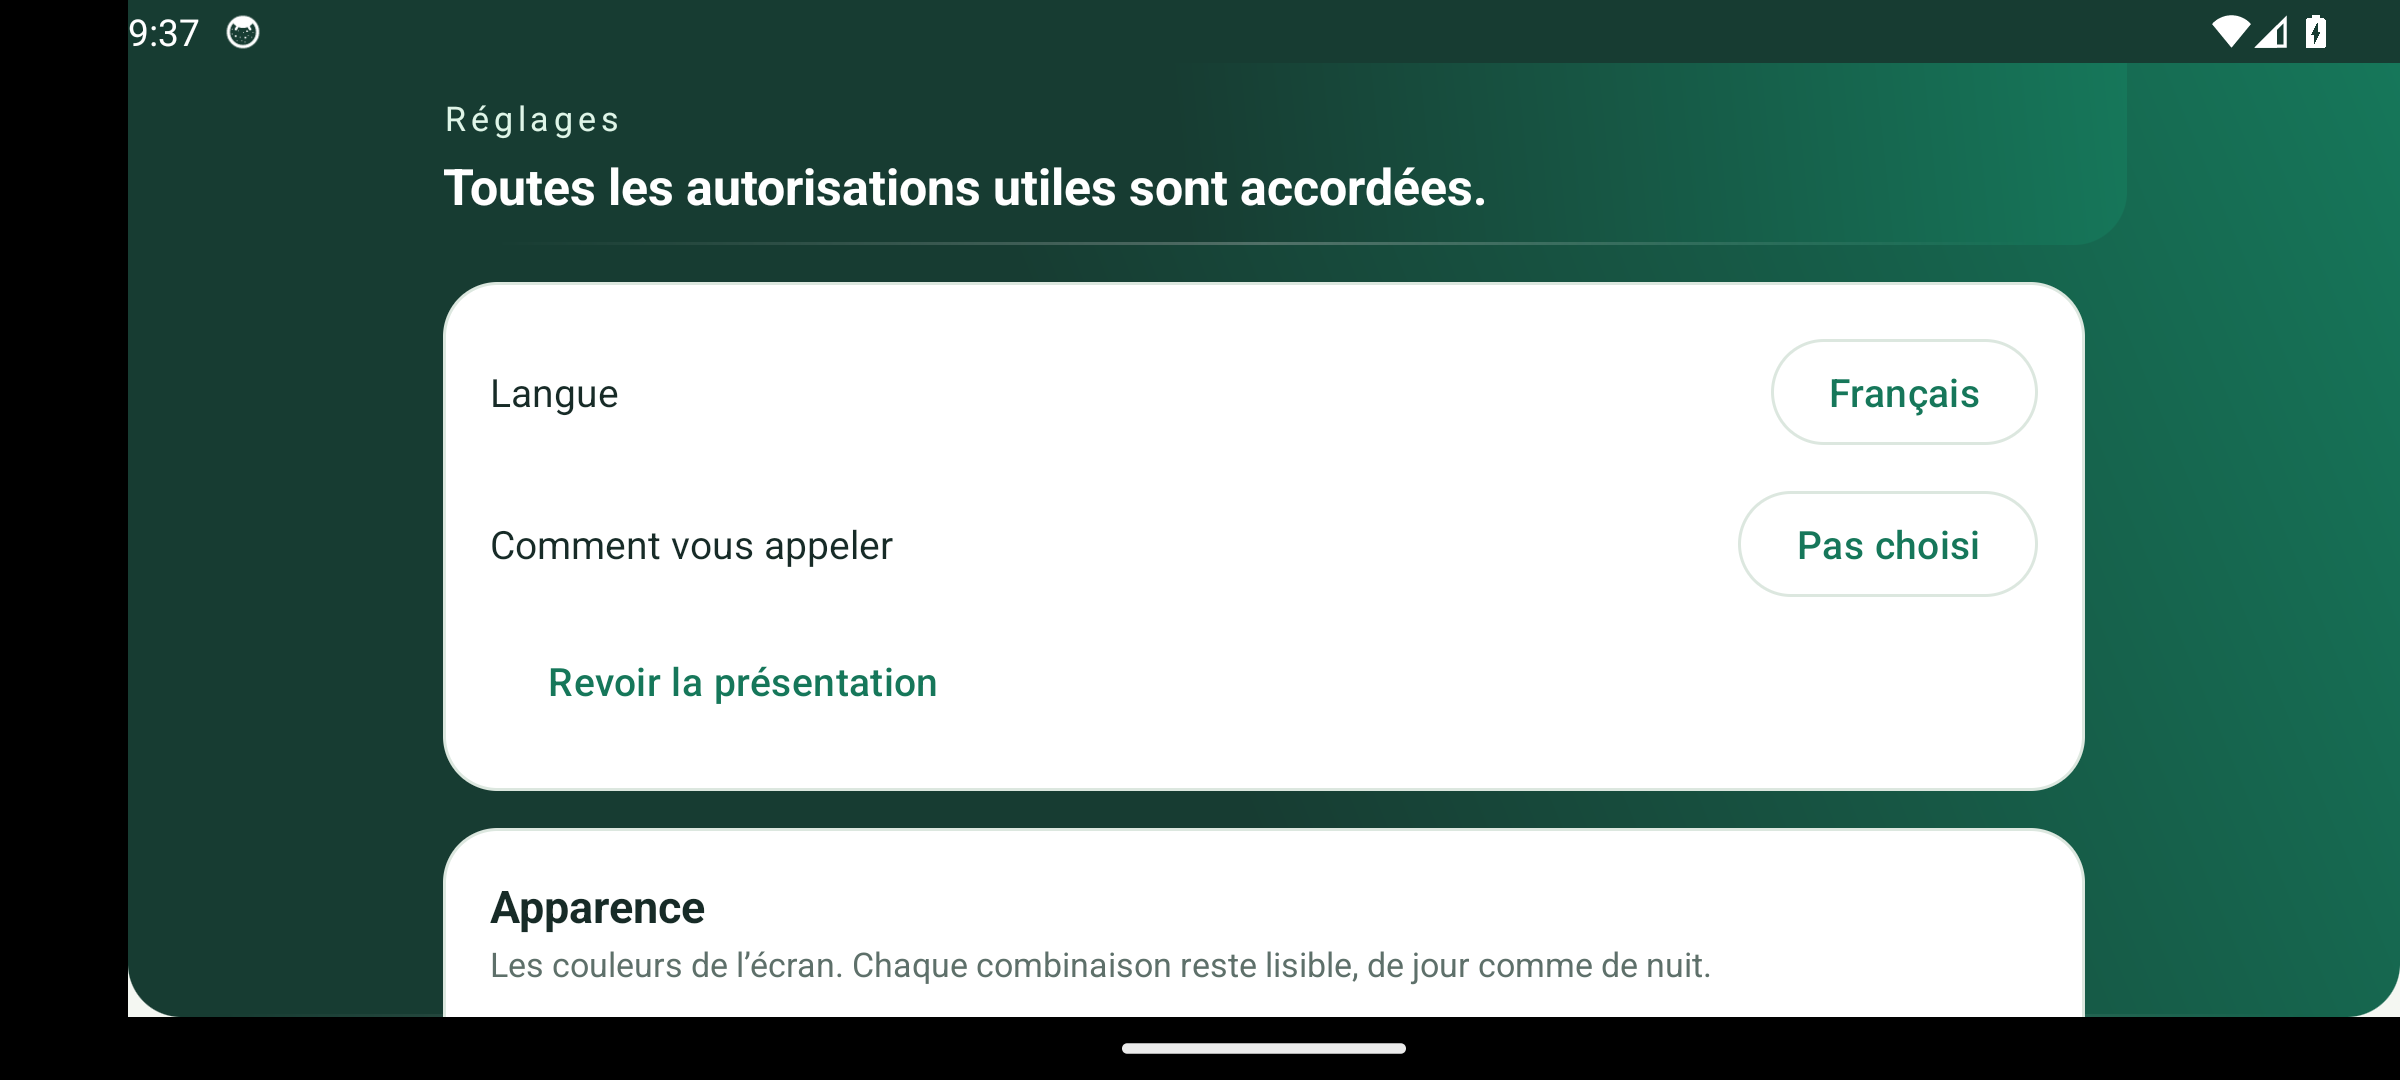 9:37
Réglages
Toutes les autorisations utiles sont accordées.
Langue
Français
Comment vous appeler
Pas choisi
Revoir la présentation
Apparence
Les couleurs de l’écran. Chaque combinaison reste lisible, de jour comme de nuit.